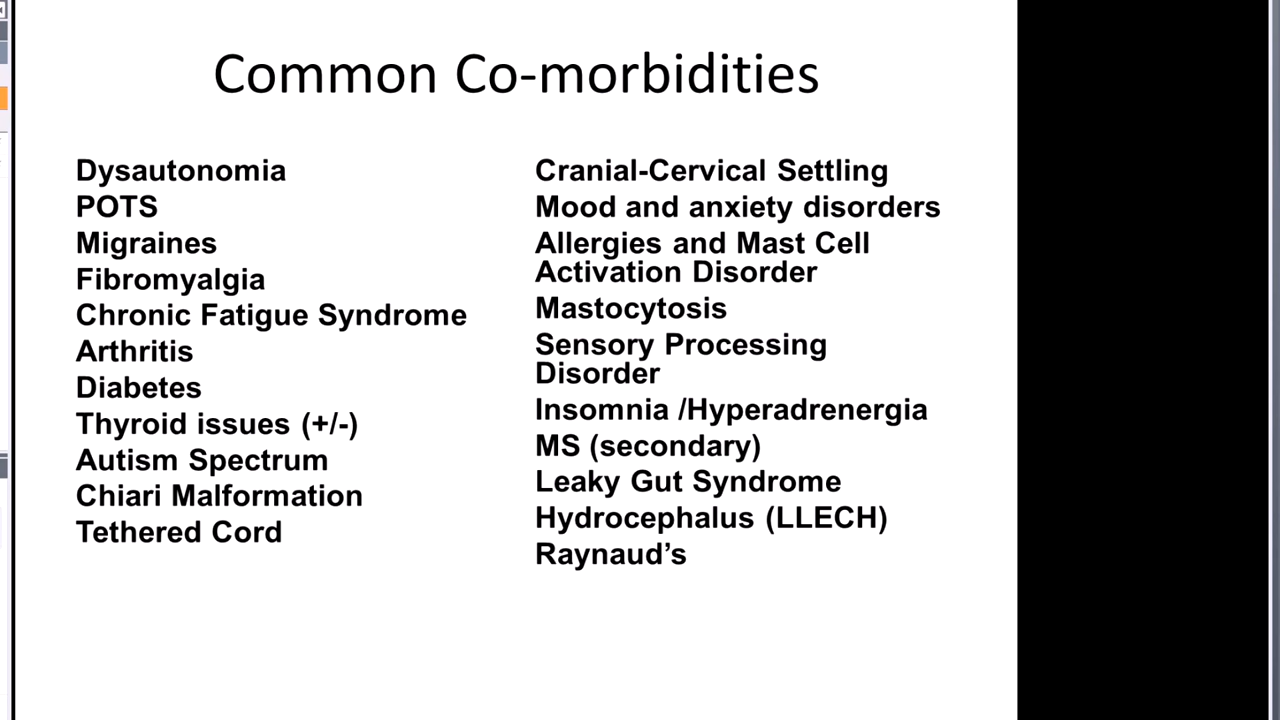 Common Co-morbidities
Dysautonomia
POTS
Migraines
Fibromyalgia
Chronic Fatigue Syndrome
Arthritis
Diabetes
Thyroid issues (+/-)
Autism Spectrum
Chiari Malformation
Tethered Cord
Cranial-Cervical Settling
Mood and anxiety disorders
Allergies and Mast Cell
Activation Disorder
Mastocytosis
Sensory Processing
Disorder
Insomnia /Hyperadrenergia
MS (secondary)
Leaky Gut Syndrome
Hydrocephalus (LLECH)
Raynaud’s